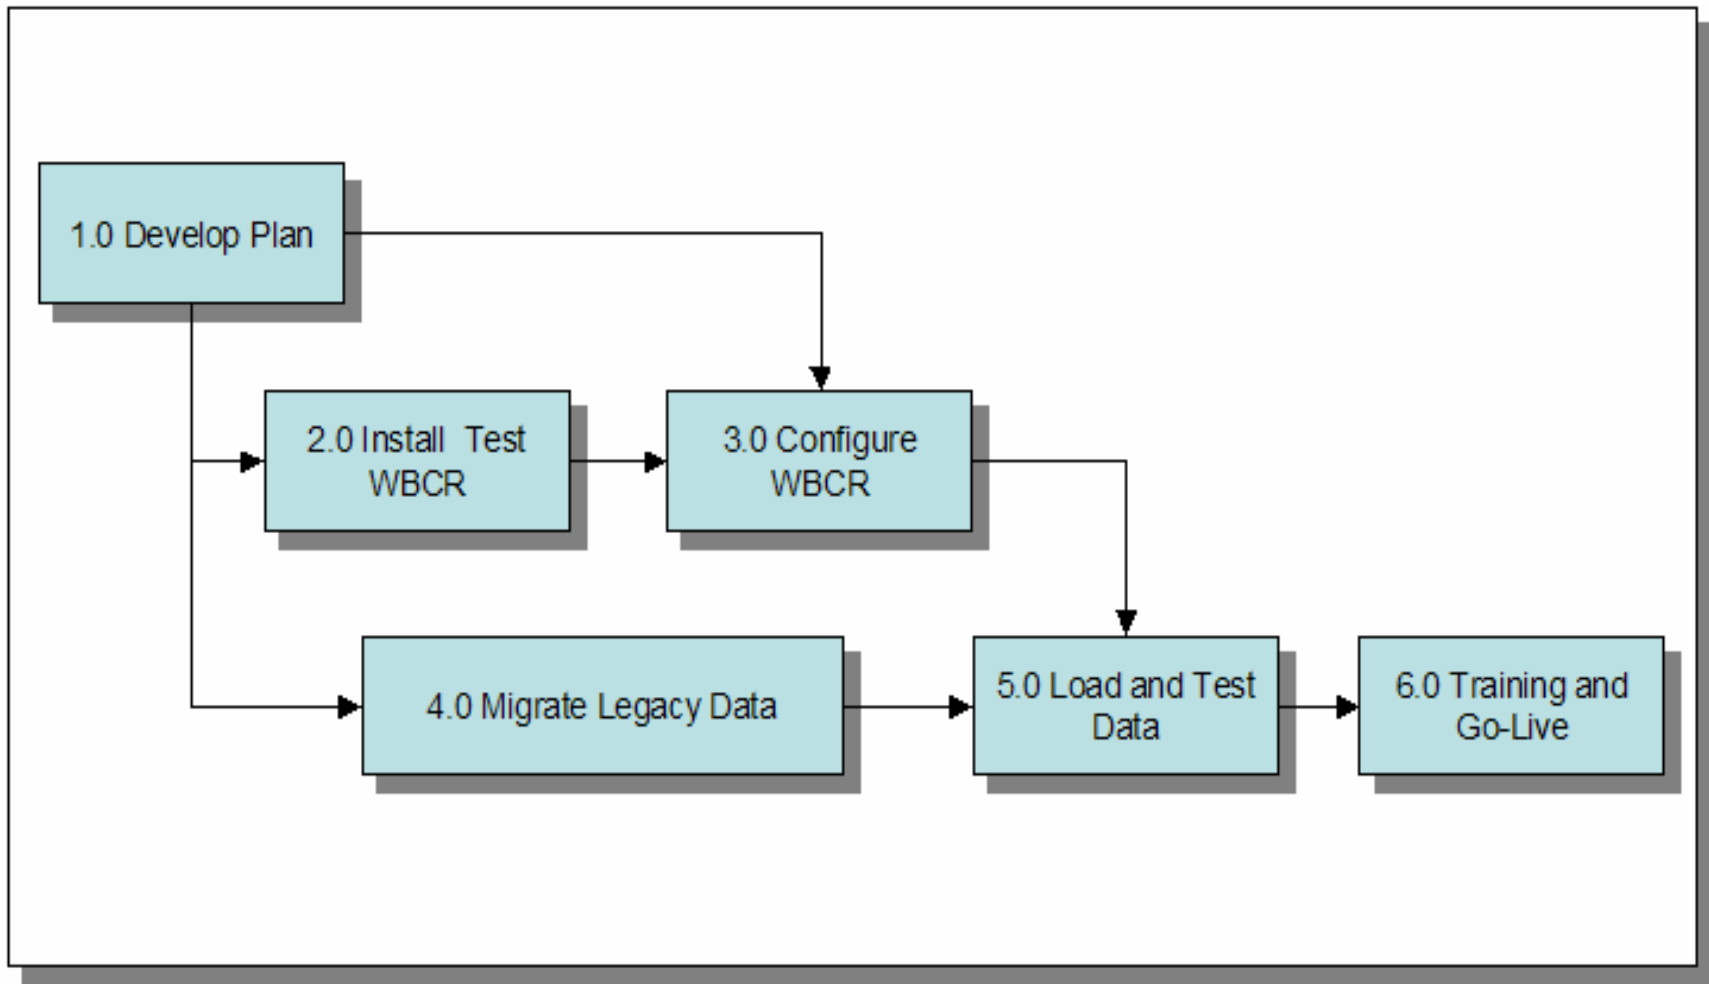 1.0 Develop Plan
2.0 Install  Test
WBCR
3.0 Configure
WBCR
4.0 Migrate Legacy Data
5.0 Load and Test
Data
6.0 Training and
Go-Live